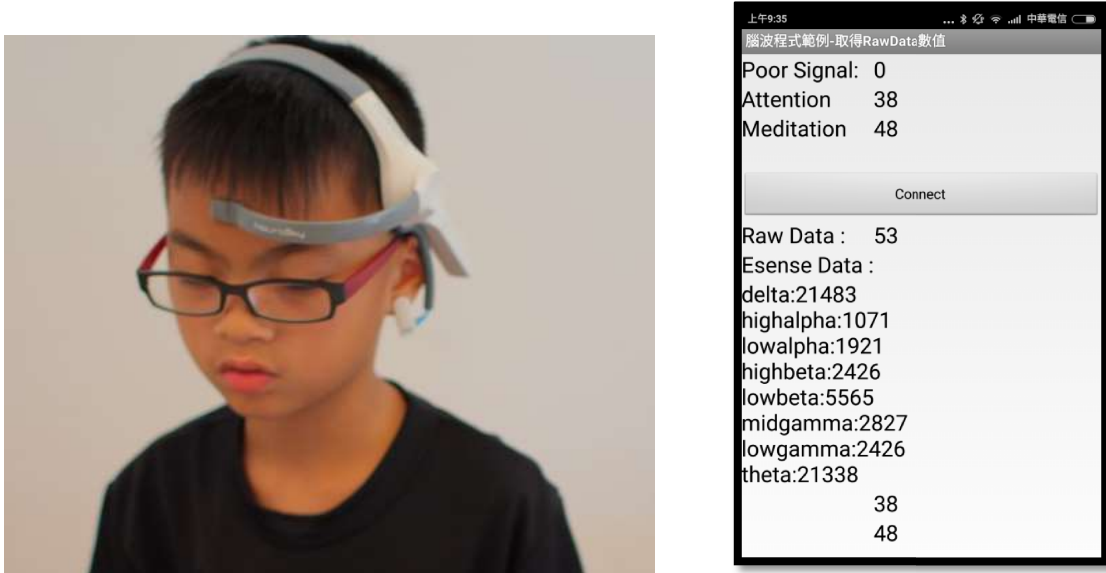 上午9:35 ... 中華電信
腦波程式範例-取得RawData數值
Poor Signal: 0
Attention 38
Meditation 48
Connect
Raw Data : 53
Esense Data :
delta:21483
highalpha:1071
lowalpha:1921
highbeta:2426
lowbeta:5565
midgamma:2827
lowgamma:2426
theta:21338
38
48